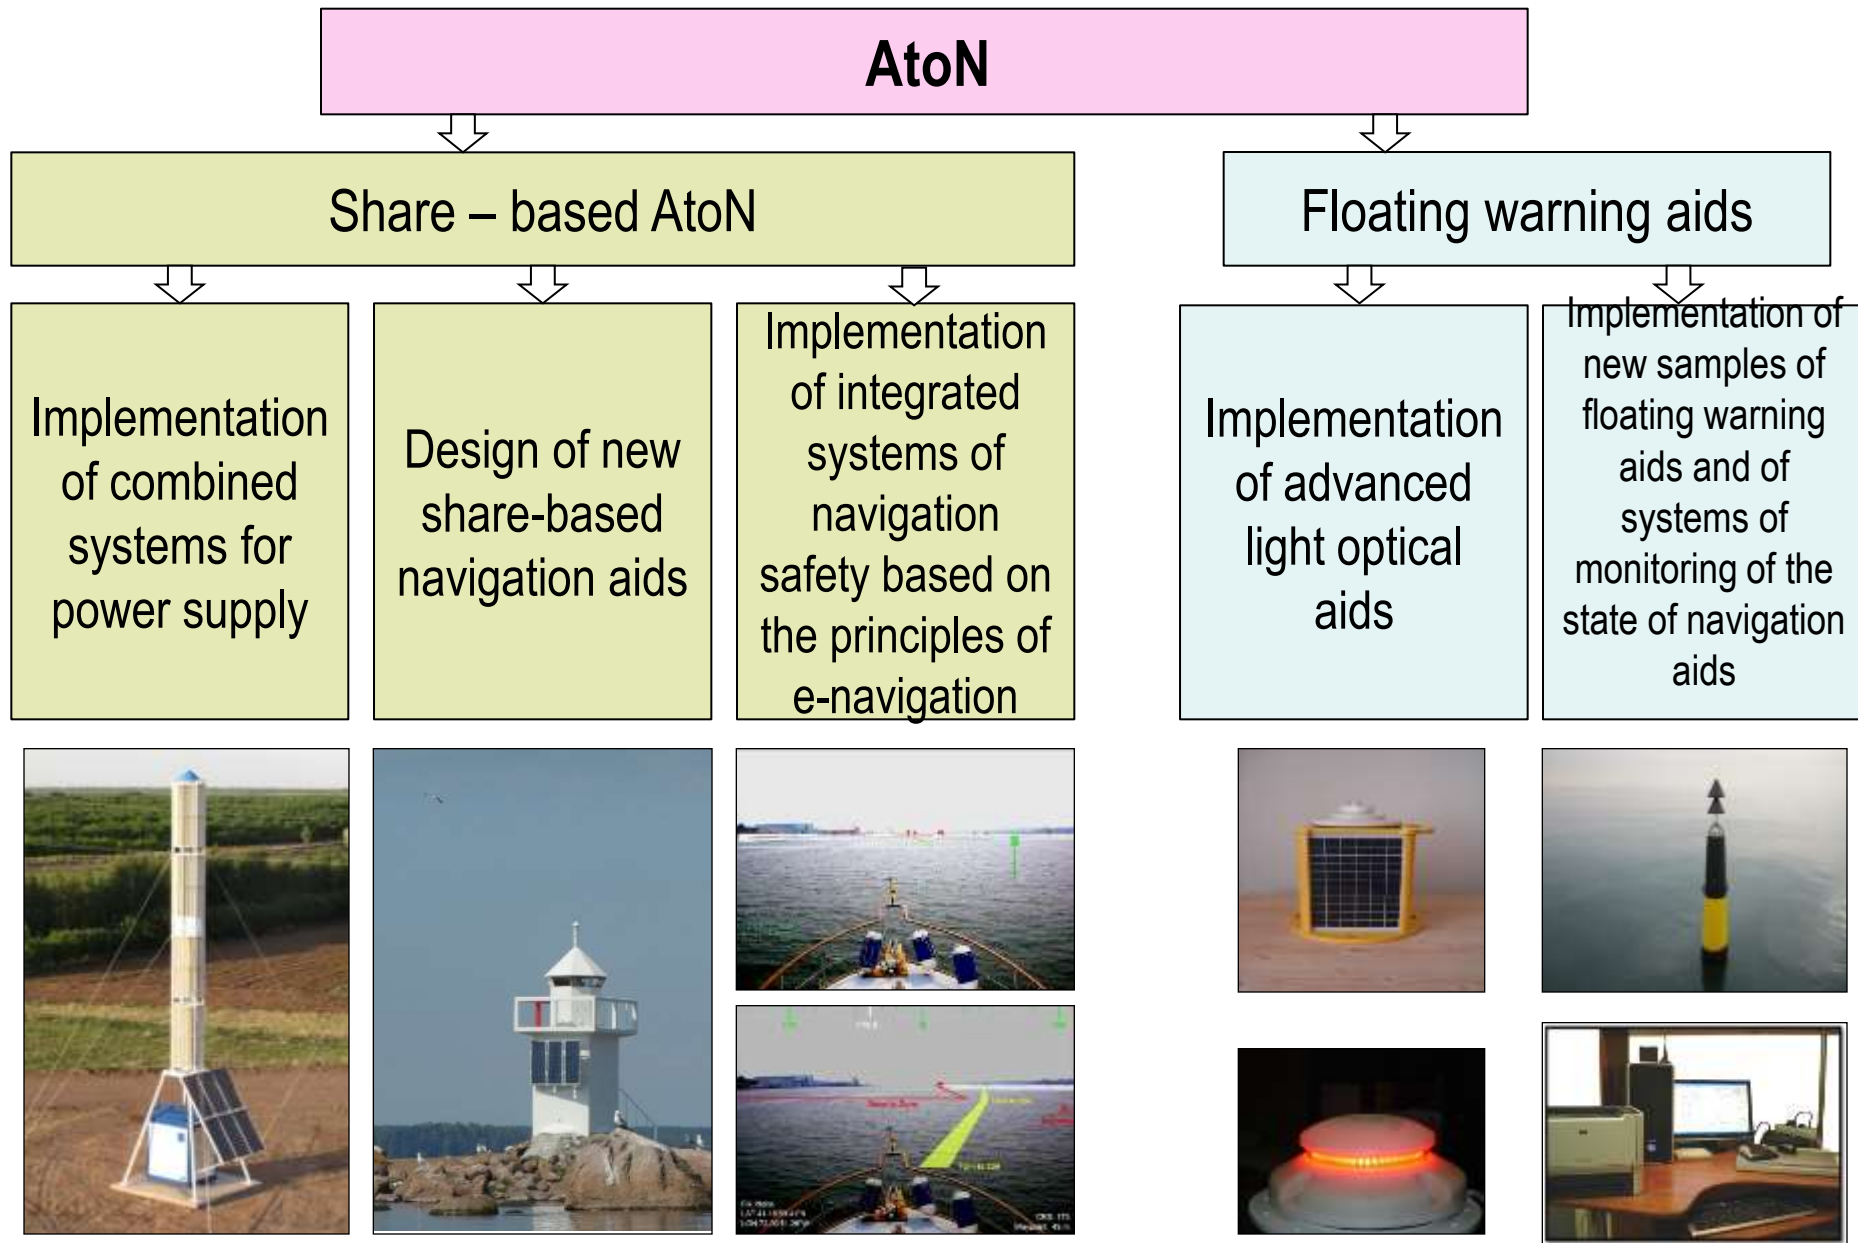 AtoN
Share – based AtoN
Floating warning aids
Implementation
of combined
systems for
power supply
Design of new
share-based
navigation aids
Implementation
of integrated
systems of
navigation
safety based on
the principles of
e-navigation
Implementation
of advanced
light optical
aids
Implementation of
new samples of
floating warning
aids and of
systems of
monitoring of the
state of navigation
aids